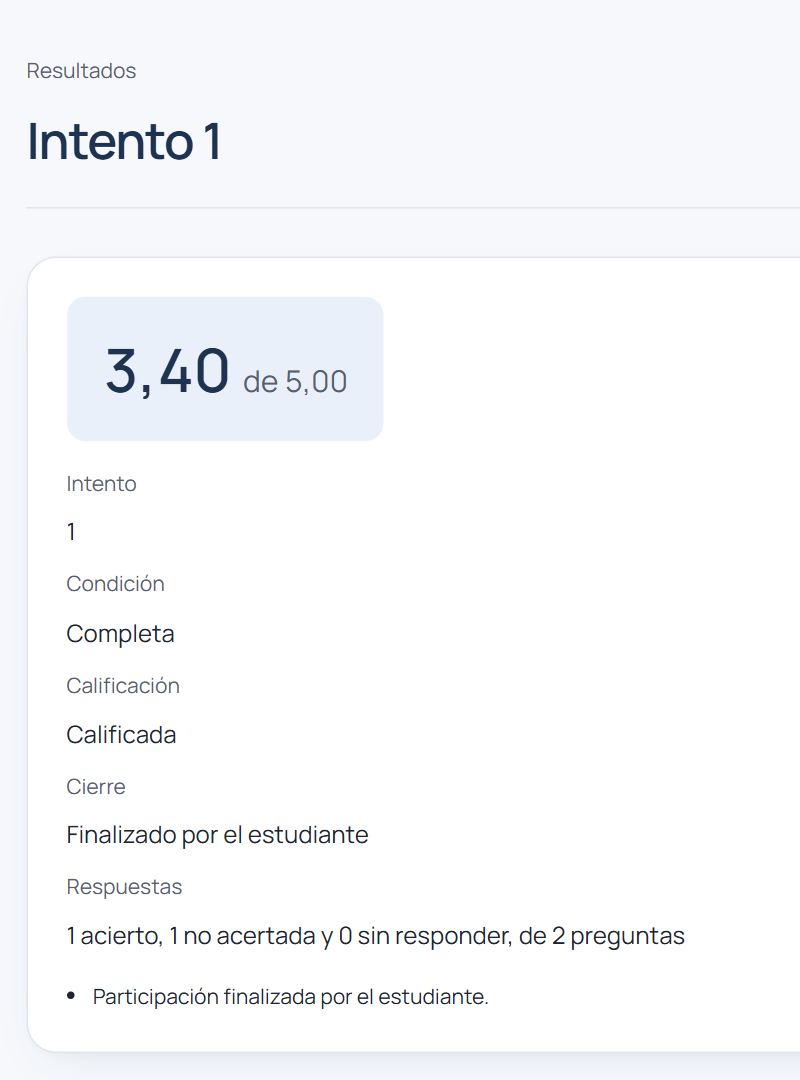 Resultados
Intento 1
3,40 de 5,00
Intento
1
Condición
Completa
Calificación
Calificada
Cierre
Finalizado por el estudiante
Respuestas
1 acierto, 1 no acertada y 0 sin responder, de 2 preguntas
• Participación finalizada por el estudiante.